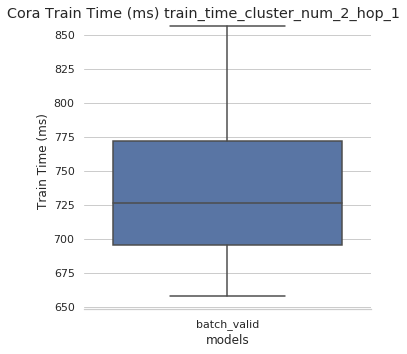 Cora Train Time (ms) train_time_cluster_num_2_hop_1
850
825
800
775
750
725
700
675
650
Train Time (ms)
batch_valid
models